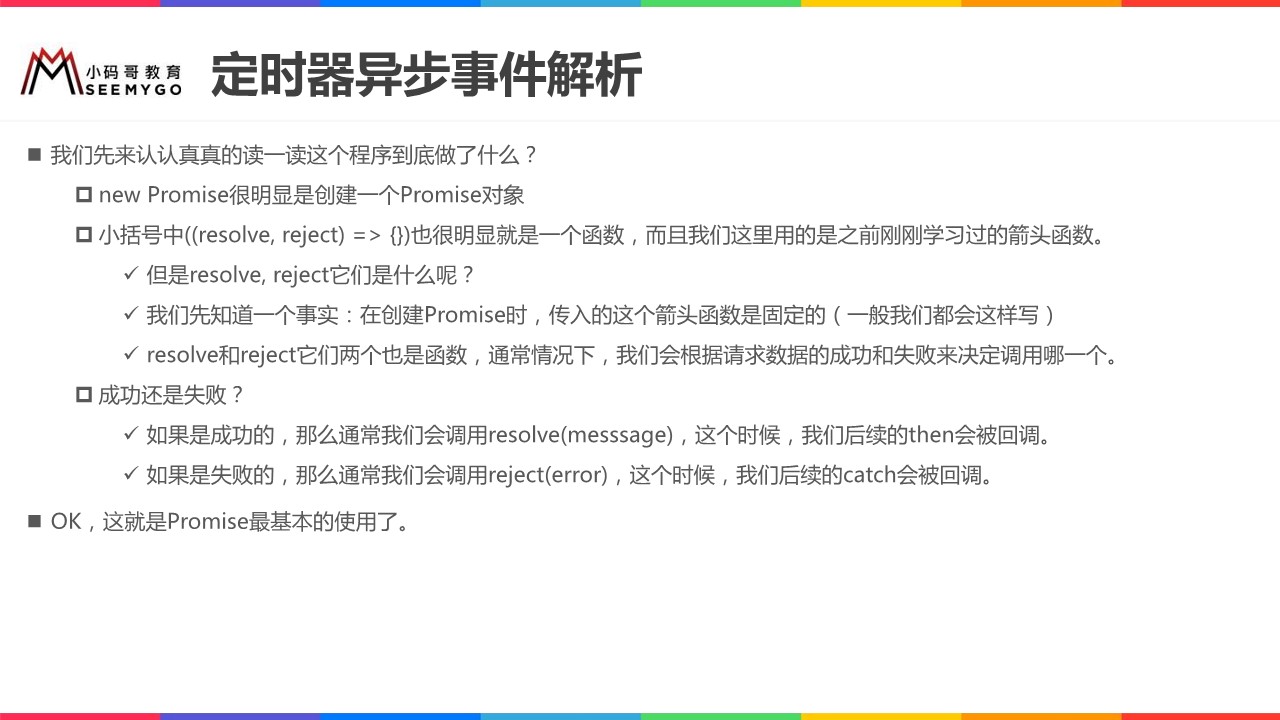 小码哥教育
SEEMYGO
定时器异步事件解析
我们先来认认真真的读一读这个程序到底做了什么？
new Promise很明显是创建一个Promise对象
小括号中((resolve, reject) => {})也很明显就是一个函数，而且我们这里用的是之前刚刚学习过的箭头函数。
但是resolve, reject它们是什么呢？
我们先知道一个事实：在创建Promise时，传入的这个箭头函数是固定的（一般我们都会这样写）
resolve和reject它们两个也是函数，通常情况下，我们会根据请求数据的成功和失败来决定调用哪一个。
成功还是失败？
如果是成功的，那么通常我们会调用resolve(messsage)，这个时候，我们后续的then会被回调。
如果是失败的，那么通常我们会调用reject(error)，这个时候，我们后续的catch会被回调。
OK，这就是Promise最基本的使用了。